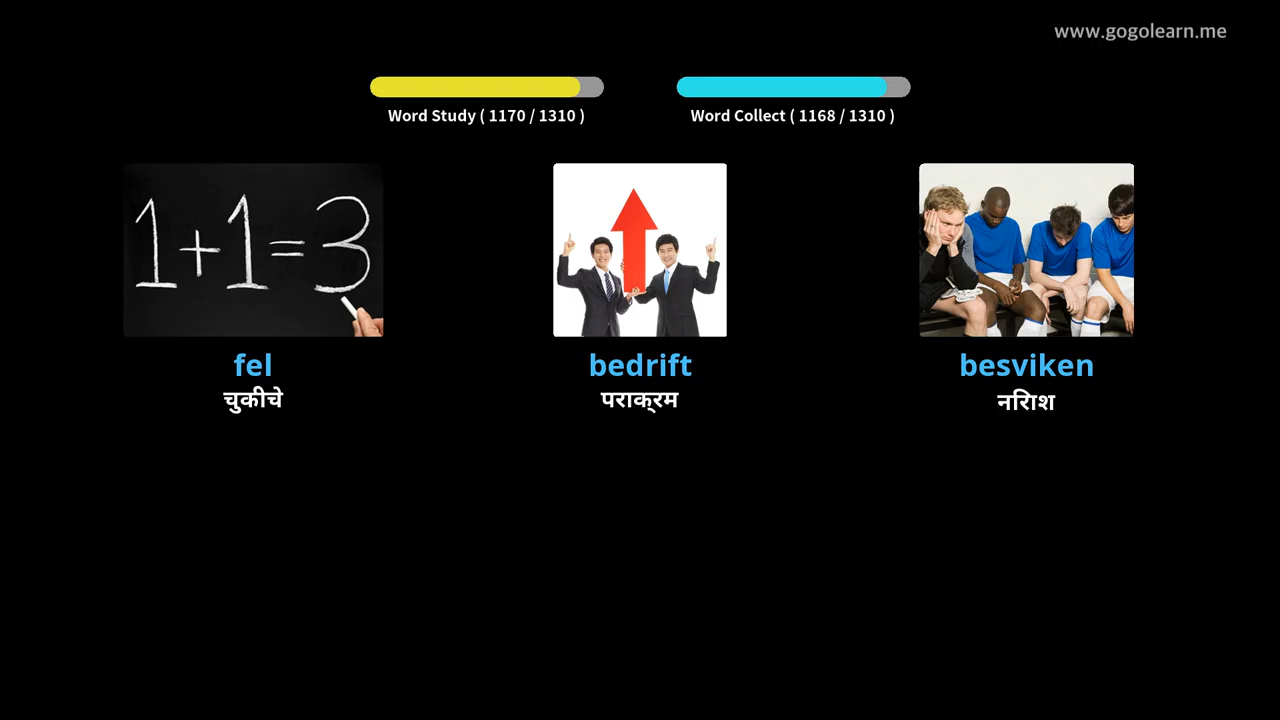 www.gogolearn.me
Word Study ( 1170 / 1310 )
Word Collect ( 1168 / 1310 )
1+1=3
fel
चुकीचे
bedrift
पराक्रम
besviken
निराश